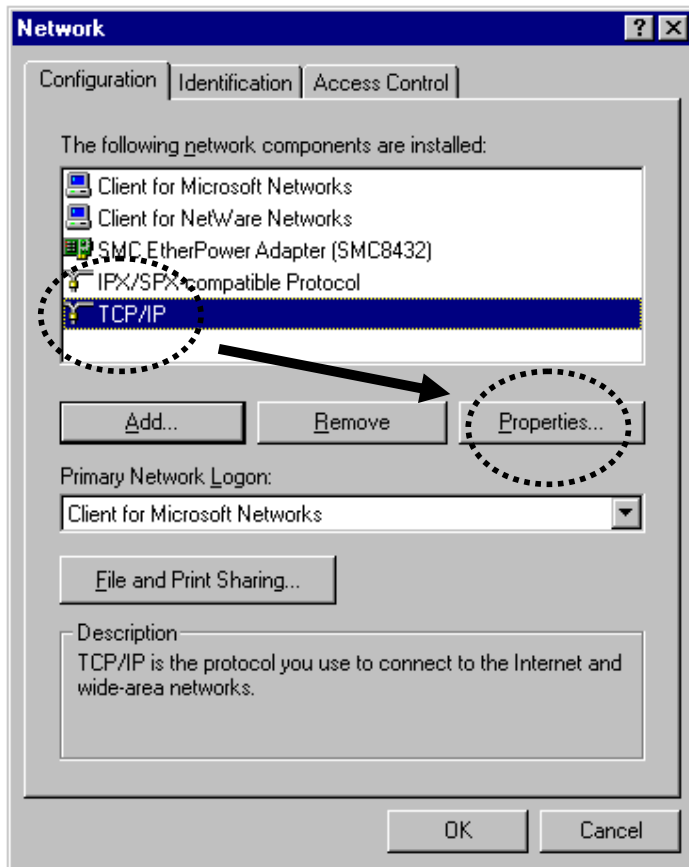 Network
Configuration Identification Access Control
The following network components are installed:
Client for Microsoft Networks
Client for NetWare Networks
SMC EtherPower Adapter (SMC8432)
IPX/SPX-compatible Protocol
TCP/IP
Add... Remove Properties...
Primary Network Logon:
Client for Microsoft Networks
File and Print Sharing...
Description
TCP/IP is the protocol you use to connect to the Internet and
wide-area networks.
OK Cancel